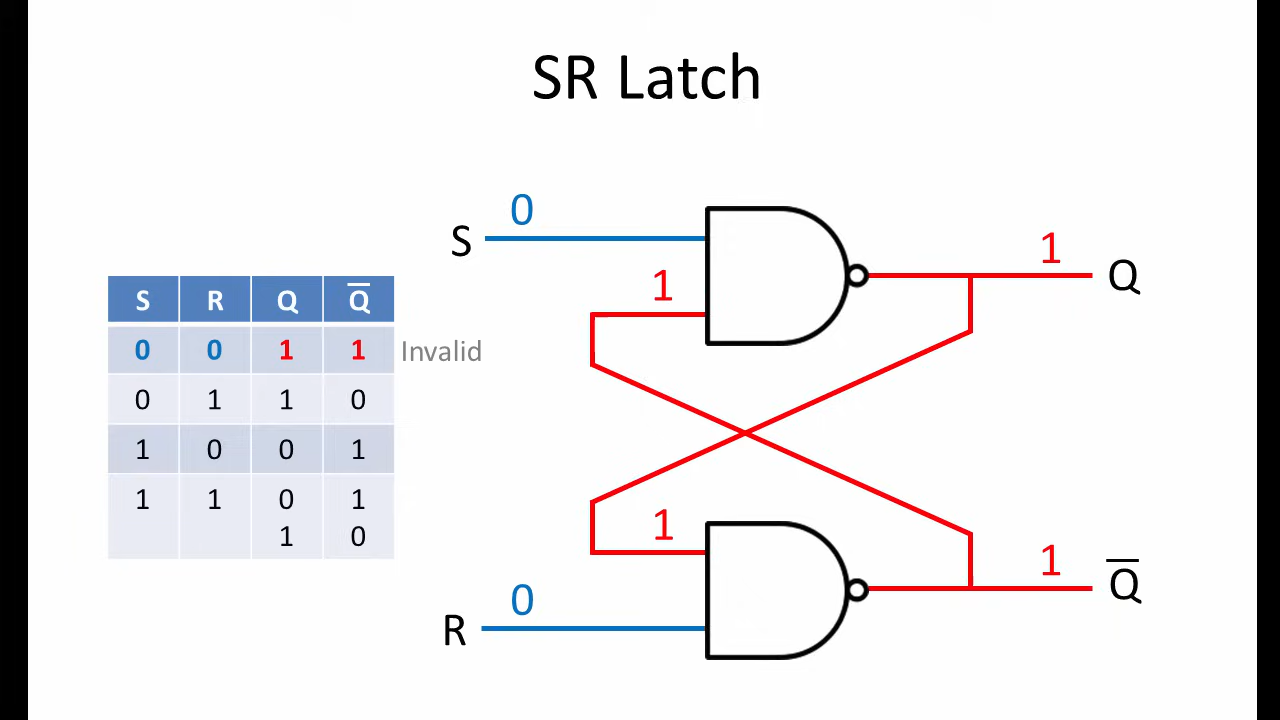 SR Latch
S R Q Q̅
0 0 1 1 Invalid
0 1 1 0
1 0 0 1
1 1 0 1
1 0
0
S
1
1
Q
1
0
R
1
Q̅